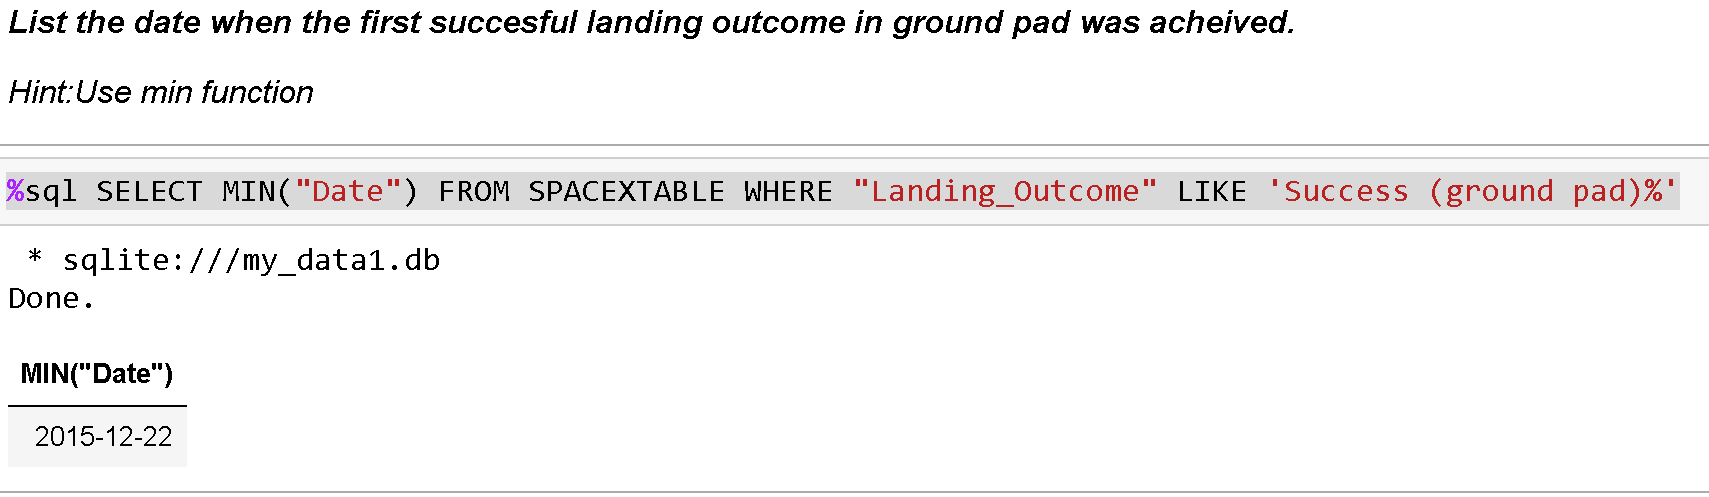 List the date when the first succesful landing outcome in ground pad was acheived.
Hint:Use min function
%sql SELECT MIN("Date") FROM SPACEXTABLE WHERE "Landing_Outcome" LIKE 'Success (ground pad)%'
* sqlite:///my_data1.db
Done.
MIN("Date")
2015-12-22